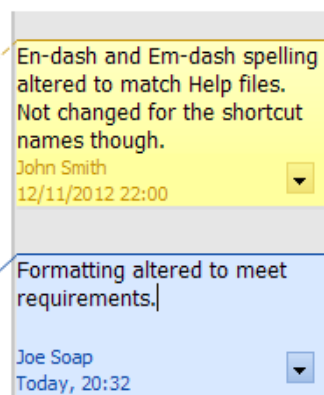 En-dash and Em-dash spelling
altered to match Help files.
Not changed for the shortcut
names though.
John Smith
12/11/2012 22:00
Formatting altered to meet
requirements.
Joe Soap
Today, 20:32